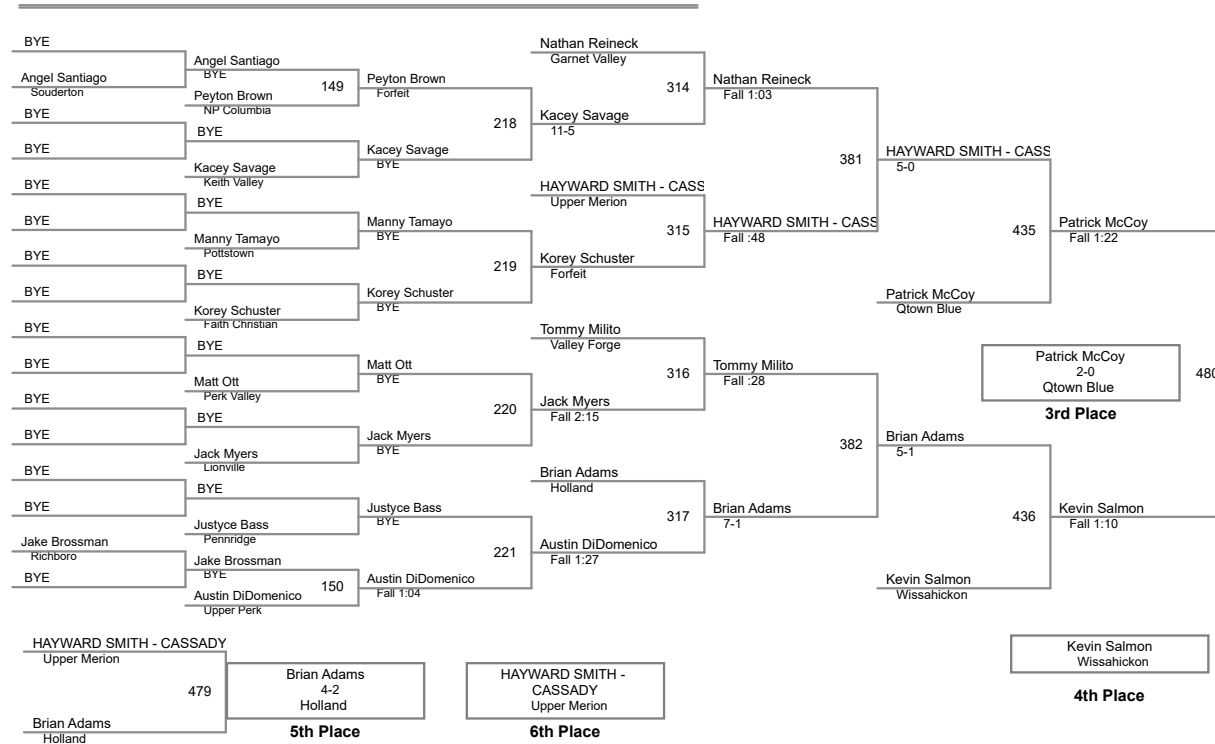 BYE
Angel Santiago
Souderton
BYE
BYE
BYE
BYE
BYE
BYE
BYE
BYE
BYE
BYE
BYE
BYE
Jake Brossman
Richboro
BYE
Angel Santiago
BYE
149
Peyton Brown
NP Columbia
BYE
Kacey Savage
Keith Valley
BYE
Manny Tamayo
Pottstown
BYE
Korey Schuster
Faith Christian
BYE
Matt Ott
Perk Valley
BYE
Jack Myers
Lionville
BYE
Justyce Bass
Pennridge
Jake Brossman
BYE
150
Austin DiDomenico
Upper Perk
Peyton Brown
Forfeit
218
Kacey Savage
BYE
Manny Tamayo
BYE
219
Korey Schuster
BYE
Matt Ott
BYE
220
Jack Myers
BYE
Justyce Bass
BYE
221
Austin DiDomenico
Fall 1:04
Nathan Reineck
Garnet Valley
314
Kacey Savage
11-5
HAYWARD SMITH - CASS
Upper Merion
315
Korey Schuster
Forfeit
Tommy Milito
Valley Forge
316
Jack Myers
Fall 2:15
Brian Adams
Holland
317
Austin DiDomenico
Fall 1:27
Nathan Reineck
Fall 1:03
381
HAYWARD SMITH - CASS
Fall :48
Tommy Milito
Fall :28
382
Brian Adams
7-1
HAYWARD SMITH - CASS
5-0
435
Patrick McCoy
Qtown Blue
Brian Adams
5-1
436
Kevin Salmon
Wissahickon
Patrick McCoy
Fall 1:22
Patrick McCoy
2-0
Qtown Blue
480
3rd Place
Kevin Salmon
Fall 1:10
HAYWARD SMITH - CASSADY
Upper Merion
479
Brian Adams
Holland
Brian Adams
4-2
Holland
5th Place
HAYWARD SMITH -
CASSADY
Upper Merion
6th Place
Kevin Salmon
Wissahickon
4th Place